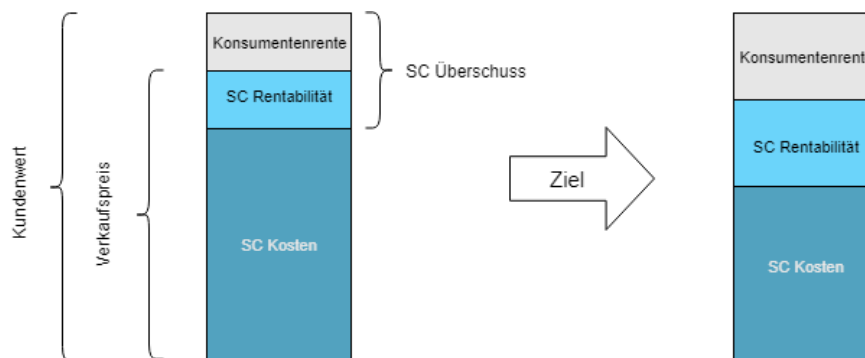 Konsumentenrente
SC Rentabilität
SC Kosten
SC Überschuss
Verkaufspreis
Kundenwert
Ziel
Konsumentenrent
SC Rentabilität
SC Kosten